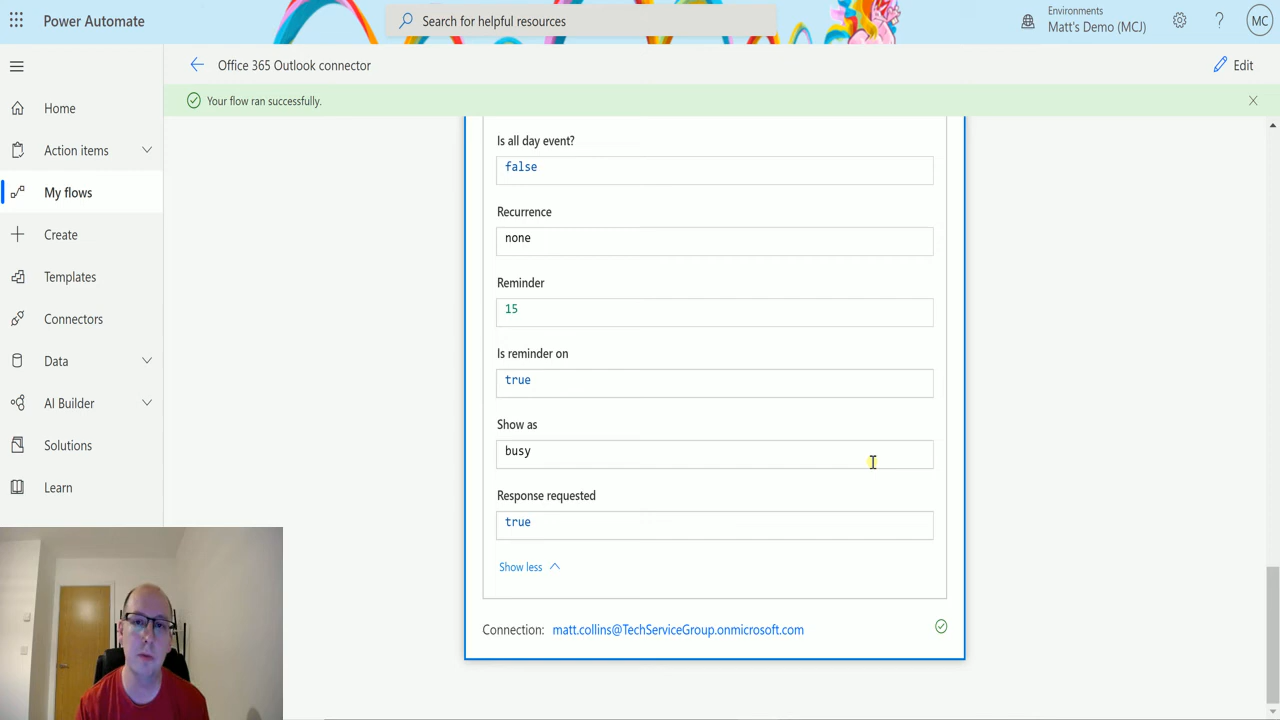 Power Automate
Search for helpful resources
Environments
Matt's Demo (MCJ)
?
MC
Office 365 Outlook connector
Edit
Your flow ran successfully.
Home
Action items
My flows
Create
Templates
Connectors
Data
AI Builder
Solutions
Learn
Is all day event?
false
Recurrence
none
Reminder
15
Is reminder on
true
Show as
busy
Response requested
true
Show less
Connection: matt.collins@TechServiceGroup.onmicrosoft.com